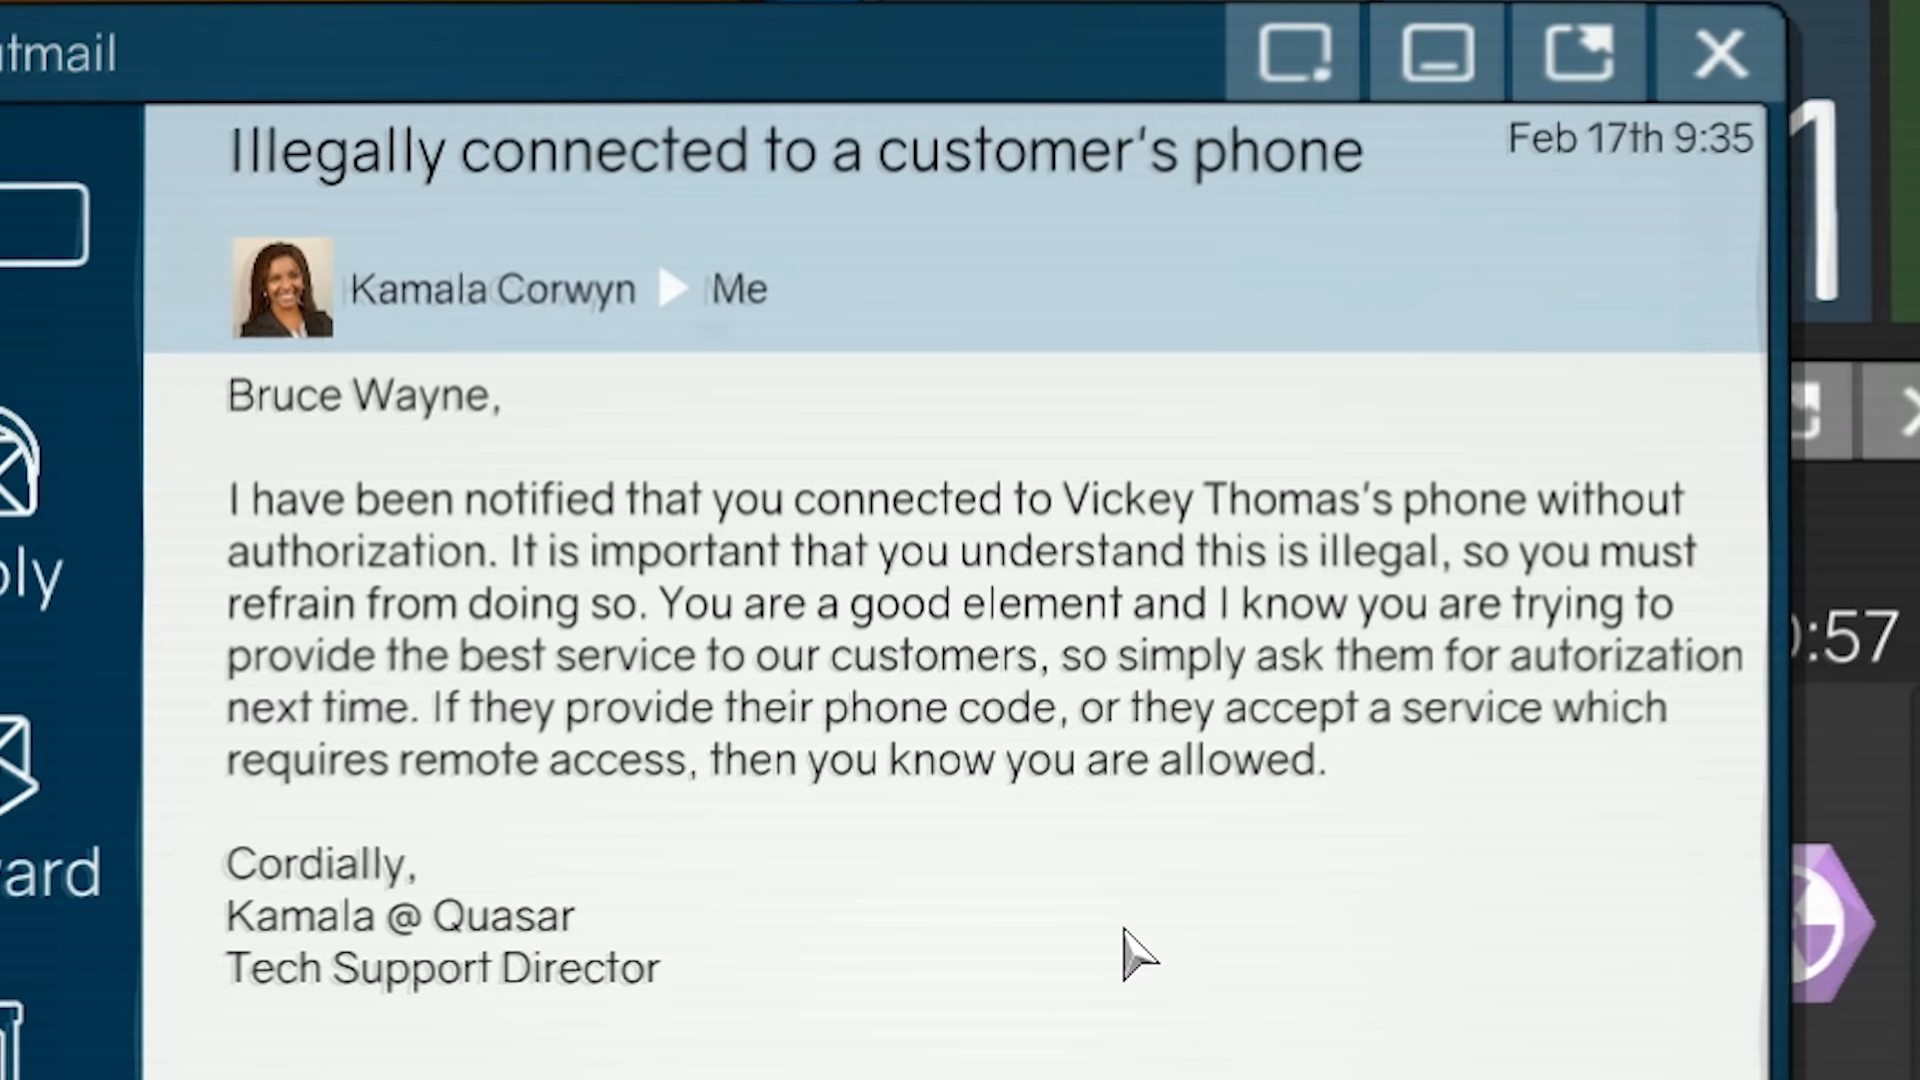 Illegally connected to a customer's phone
Feb 17th 9:35
Kamala Corwyn Me
Bruce Wayne,
I have been notified that you connected to Vickey Thomas's phone without
authorization. It is important that you understand this is illegal, so you must
refrain from doing so. You are a good element and I know you are trying to
provide the best service to our customers, so simply ask them for autorization
next time. If they provide their phone code, or they accept a service which
requires remote access, then you know you are allowed.
Cordially,
Kamala @ Quasar
Tech Support Director
:57
1